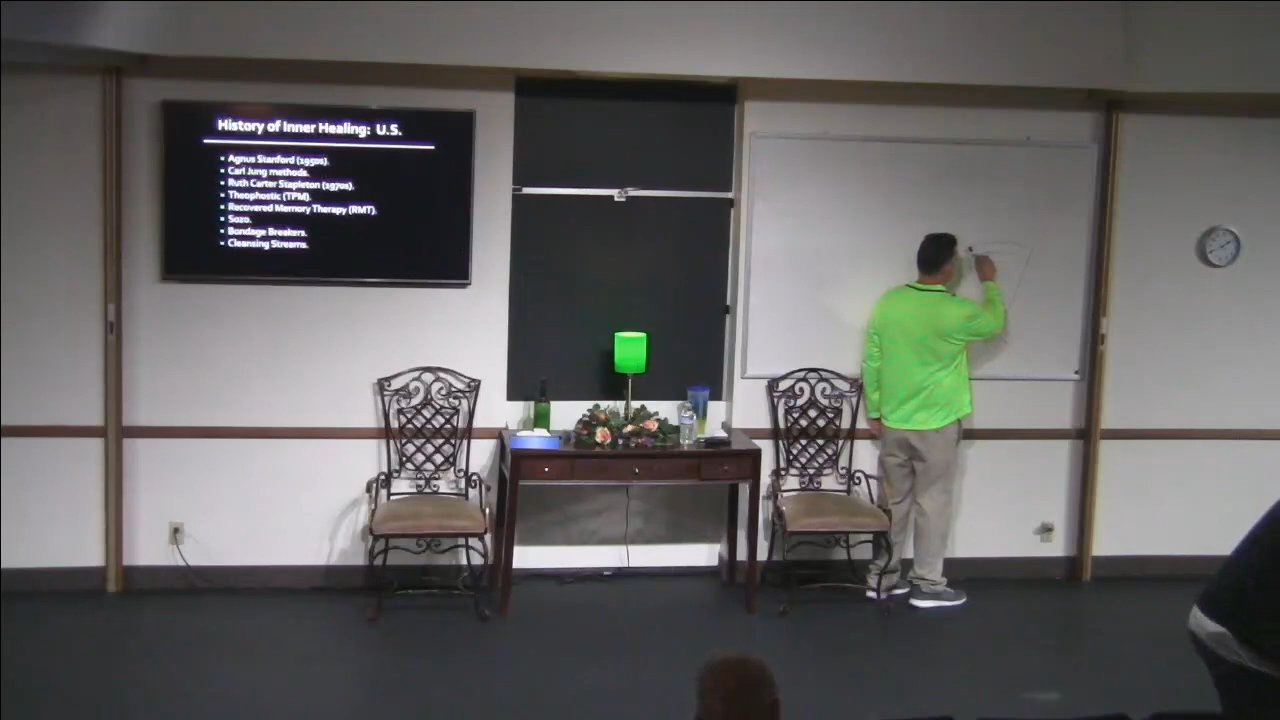 History of Inner Healing: U.S.
▪ Agnus Stanford (1950s).
▪ Carl Jung methods.
▪ Ruth Carter Stapleton (1970s).
▪ Theophostic (TPM).
▪ Recovered Memory Therapy (RMT).
▪ Sozo.
▪ Bondage Breakers.
▪ Cleansing Streams.